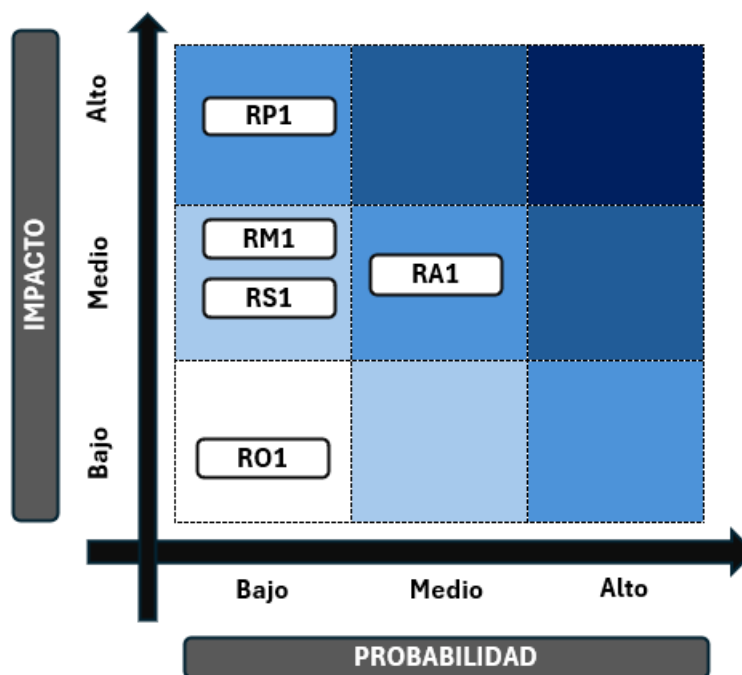 IMPACTO
Alto
Medio
Bajo
RP1
RM1
RS1
RA1
RO1
Bajo
Medio
Alto
PROBABILIDAD